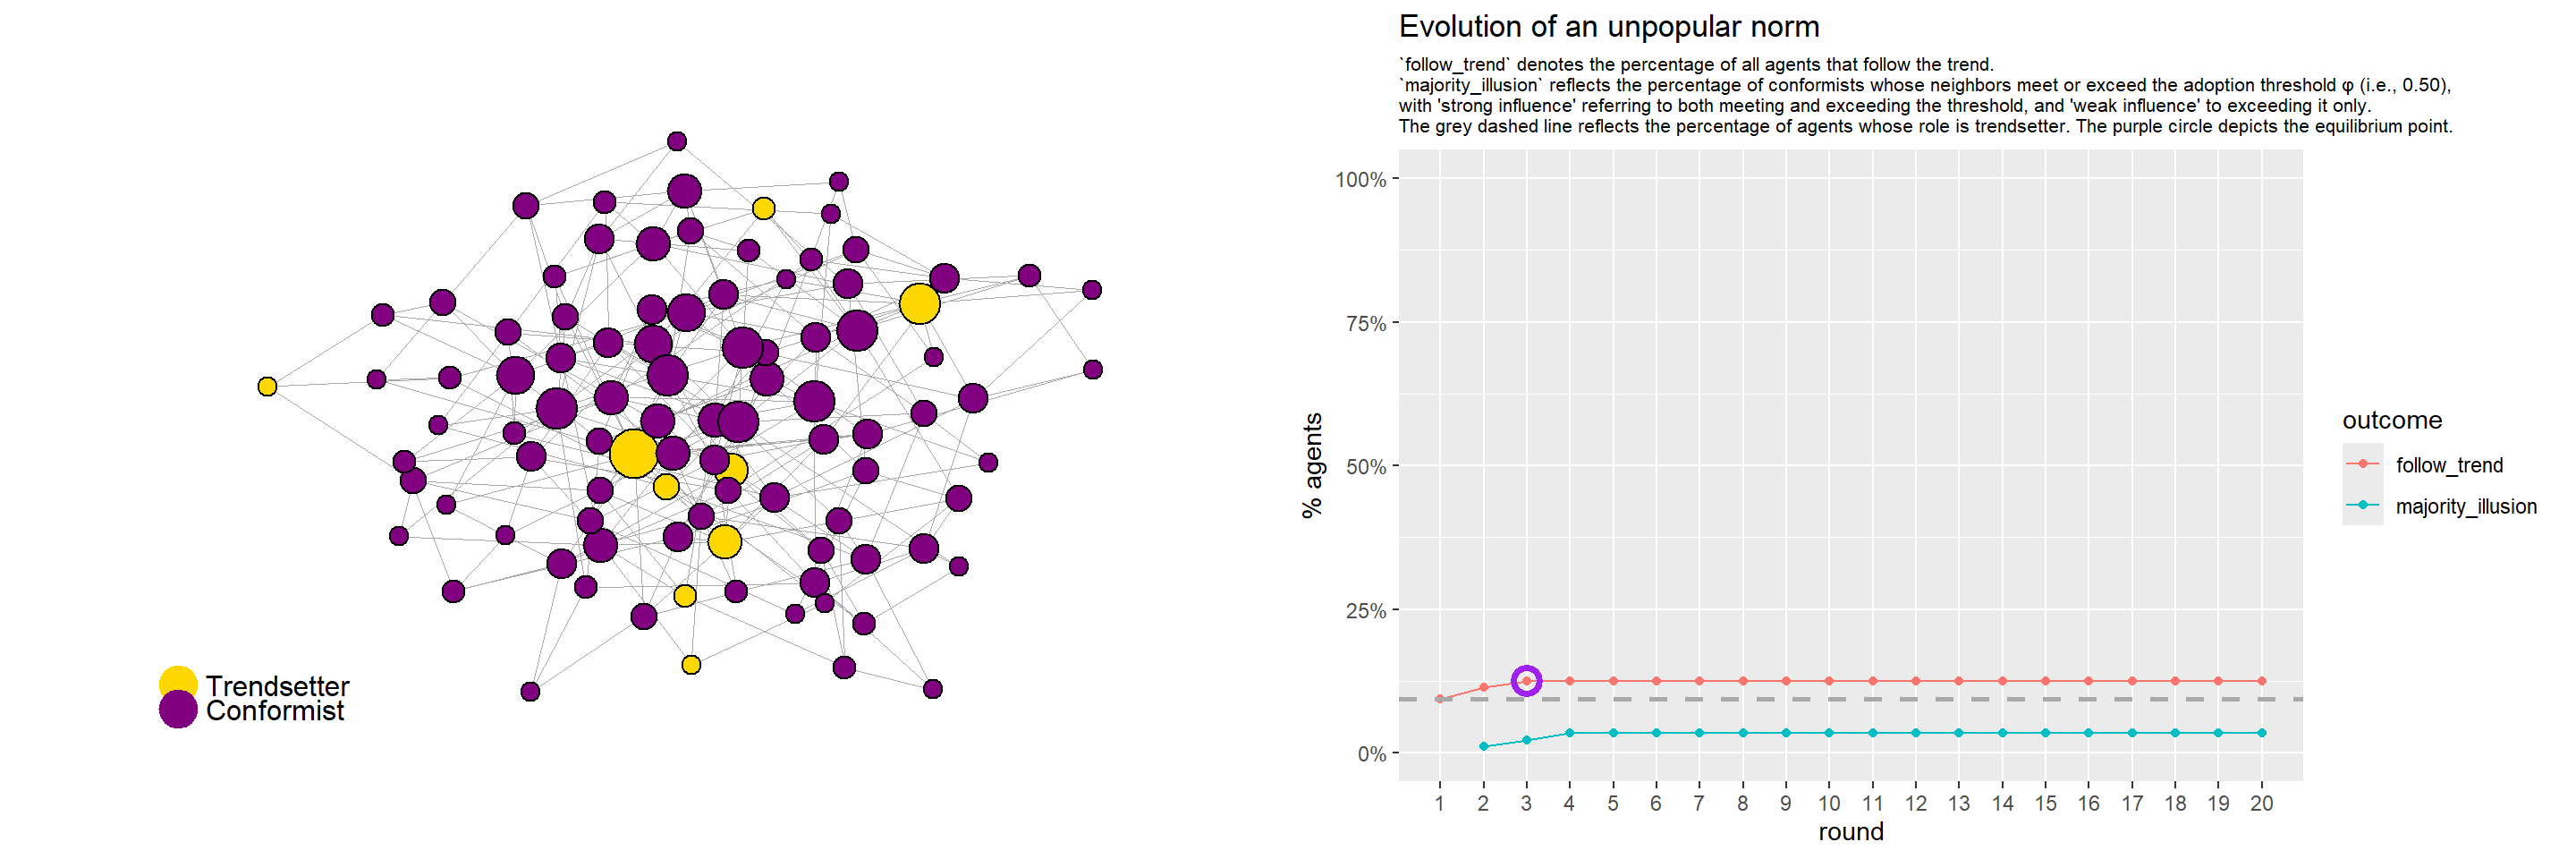 Trendsetter
Conformist
Evolution of an unpopular norm
`follow_trend` denotes the percentage of all agents that follow the trend.
`majority_illusion` reflects the percentage of conformists whose neighbors meet or exceed the adoption threshold φ (i.e., 0.50),
with 'strong influence' referring to both meeting and exceeding the threshold, and 'weak influence' to exceeding it only.
The grey dashed line reflects the percentage of agents whose role is trendsetter. The purple circle depicts the equilibrium point.
100%
75%
50%
25%
0%
% agents
1 2 3 4 5 6 7 8 9 10 11 12 13 14 15 16 17 18 19 20
round
outcome
follow_trend
majority_illusion